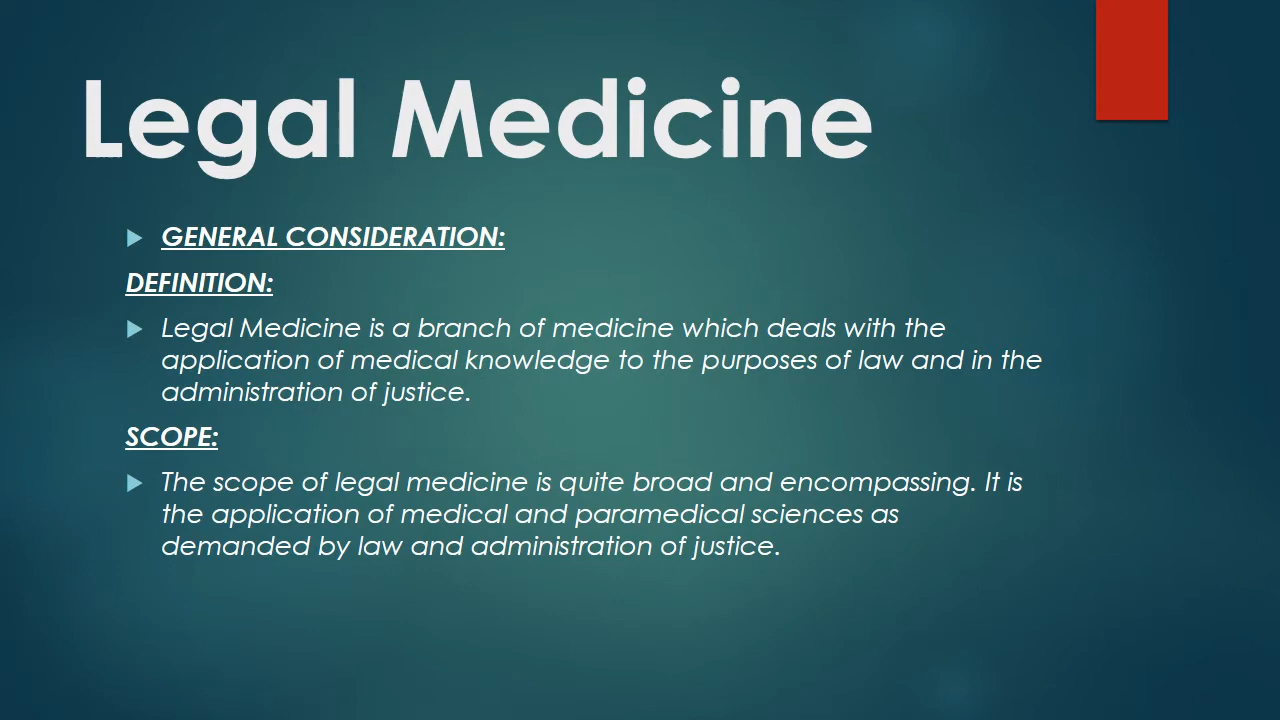 Legal Medicine
GENERAL CONSIDERATION:
DEFINITION:
Legal Medicine is a branch of medicine which deals with the
application of medical knowledge to the purposes of law and in the
administration of justice.
SCOPE:
The scope of legal medicine is quite broad and encompassing. It is
the application of medical and paramedical sciences as
demanded by law and administration of justice.